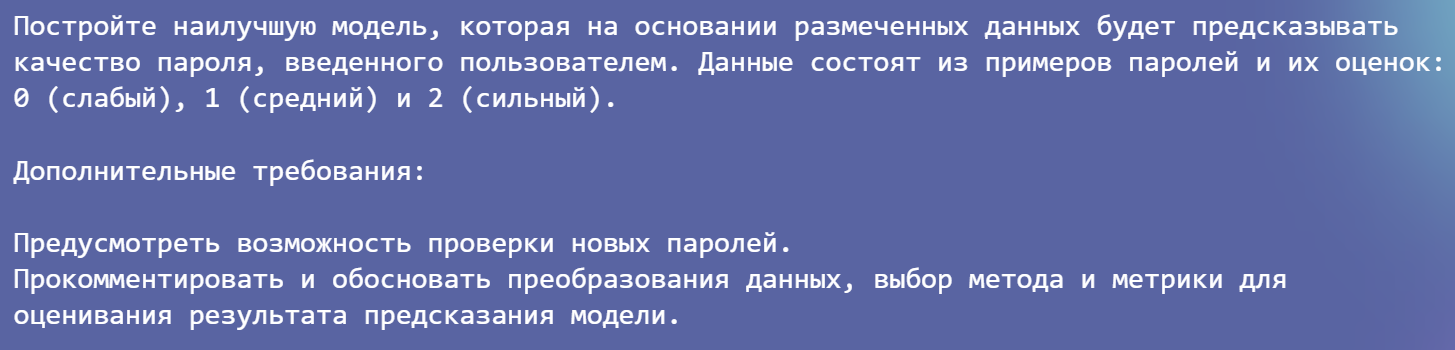 Постройте наилучшую модель, которая на основании размеченных данных будет предсказывать
качество пароля, введенного пользователем. Данные состоят из примеров паролей и их оценок:
0 (слабый), 1 (средний) и 2 (сильный).
Дополнительные требования:
Предусмотреть возможность проверки новых паролей.
Прокомментировать и обосновать преобразования данных, выбор метода и метрики для
оценивания результата предсказания модели.